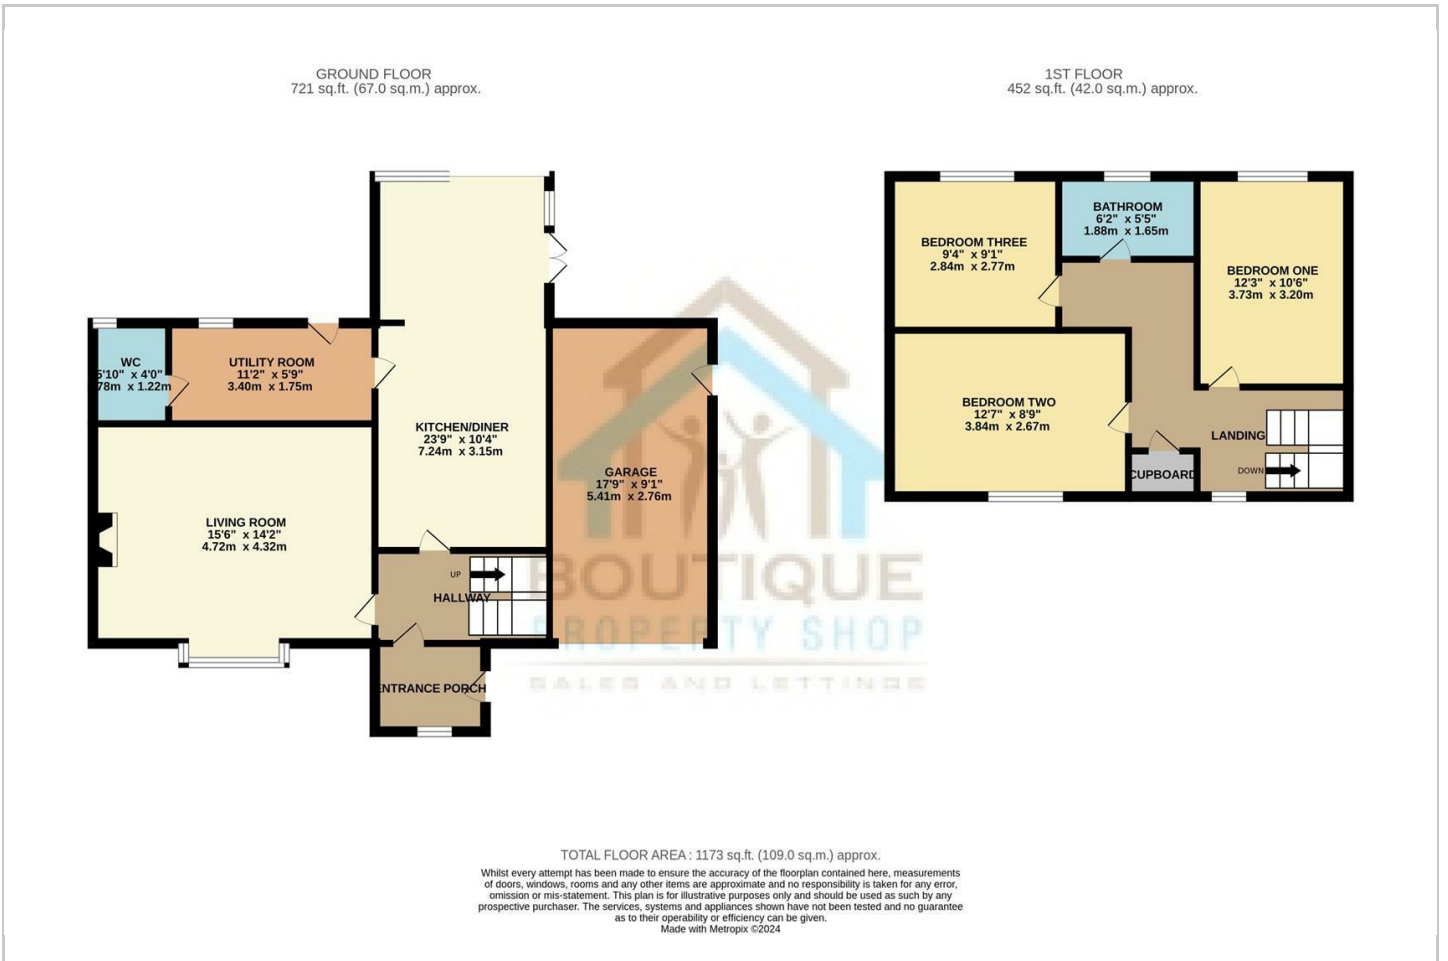 GROUND FLOOR
721 sq.ft. (67.0 sq.m.) approx.
1ST FLOOR
452 sq.ft. (42.0 sq.m.) approx.
BATHROOM
6'2" x 5'5"
1.88m x 1.65m
BEDROOM THREE
9'4" x 9'1"
2.84m x 2.77m
BEDROOM ONE
12'3" x 10'6"
3.73m x 3.20m
WC
5'10" x 4'0"
78m x 1.22m
UTILITY ROOM
11'2" x 5'9"
3.40m x 1.75m
BEDROOM TWO
12'7" x 8'9"
3.84m x 2.67m
KITCHEN/DINER
23'9" x 10'4"
7.24m x 3.15m
LANDING
CUPBOARD
DOWN
GARAGE
17'9" x 9'1"
5.41m x 2.76m
LIVING ROOM
15'6" x 14'2"
4.72m x 4.32m
UP
HALLWAY
BOUTIQUE
PROPERTY SHOP
SALES AND LETTINGS
ENTRANCE PORCH
TOTAL FLOOR AREA : 1173 sq.ft. (109.0 sq.m.) approx.
Whilst every attempt has been made to ensure the accuracy of the floorplan contained here, measurements
of doors, windows, rooms and any other items are approximate and no responsibility is taken for any error,
omission or mis-statement. This plan is for illustrative purposes only and should be used as such by any
prospective purchaser. The services, systems and appliances shown have not been tested and no guarantee
as to their operability or efficiency can be given.
Made with Metropix ©2024